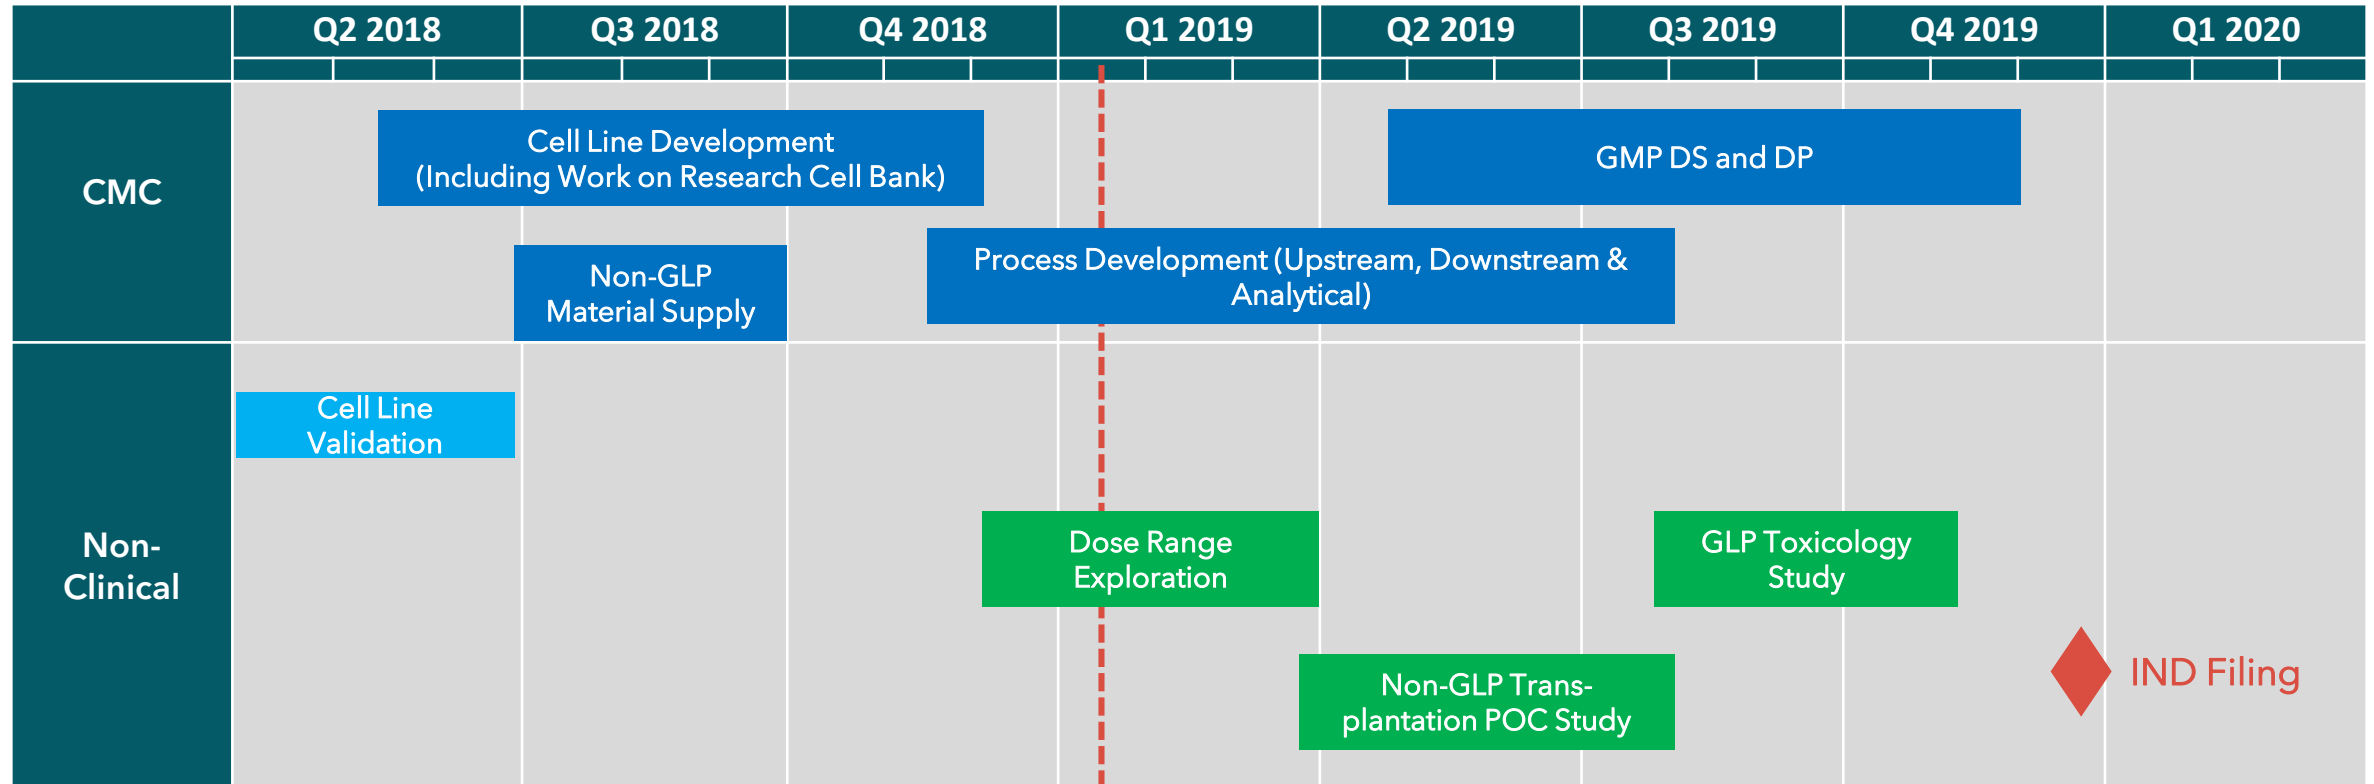 Q2 2018 Q3 2018 Q4 2018 Q1 2019 Q2 2019 Q3 2019 Q4 2019 Q1 2020
CMC
Cell Line Development
(Including Work on Research Cell Bank)
GMP DS and DP
Non-GLP
Material Supply
Process Development (Upstream, Downstream &
Analytical)
Non-
Clinical
Cell Line
Validation
Dose Range
Exploration
GLP Toxicology
Study
Non-GLP Trans-
plantation POC Study
IND Filing